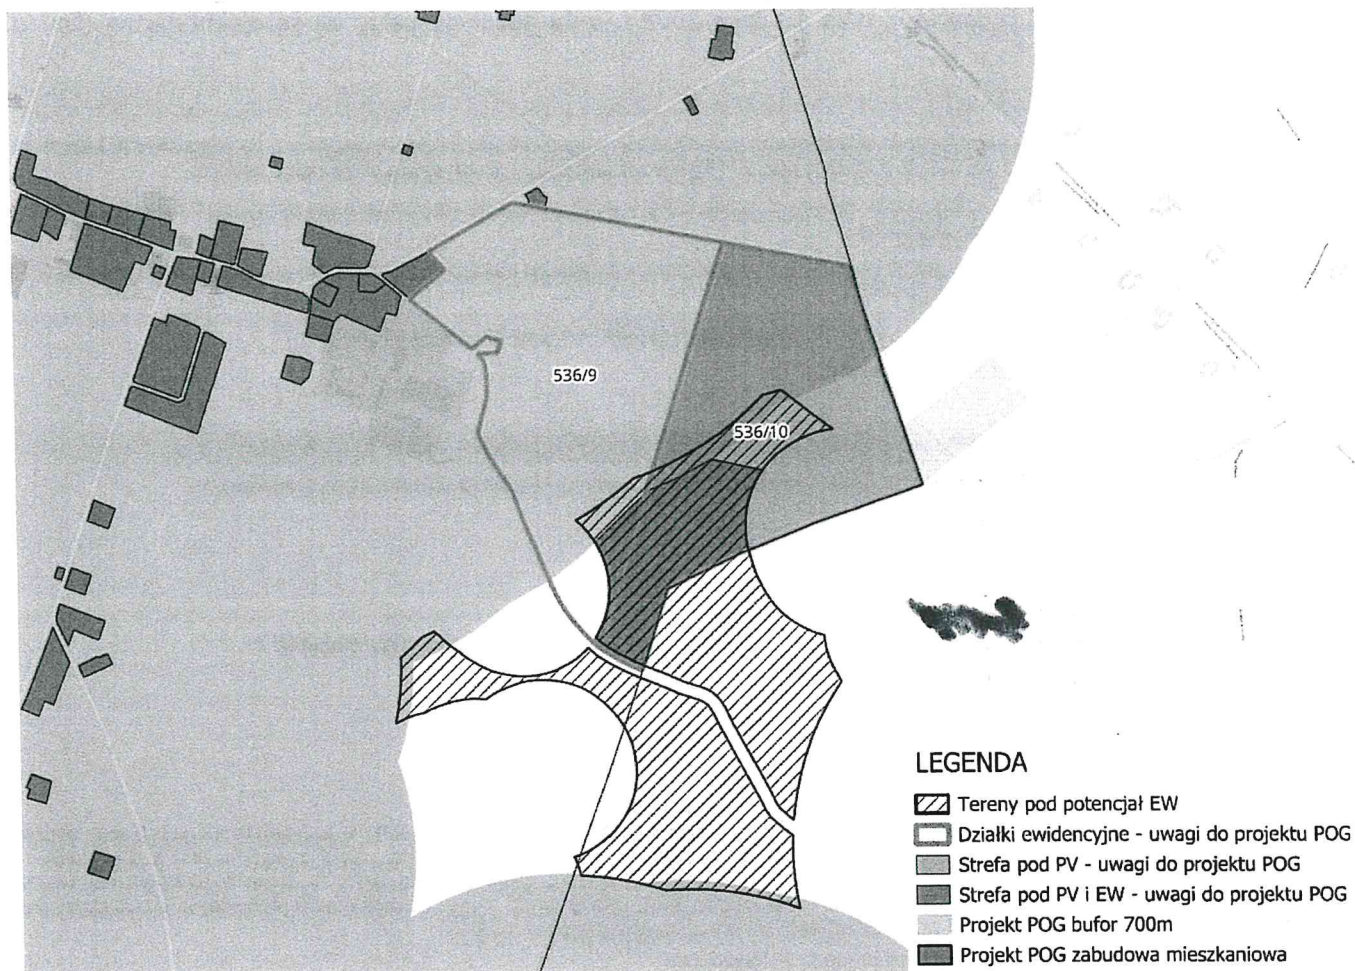 536/9
536/10
LEGENDA
Tereny pod potencjał EW
Działki ewidencyjne - uwagi do projektu POG
Strefa pod PV - uwagi do projektu POG
Strefa pod PV i EW - uwagi do projektu POG
Projekt POG bufor 700m
Projekt POG zabudowa mieszkaniowa